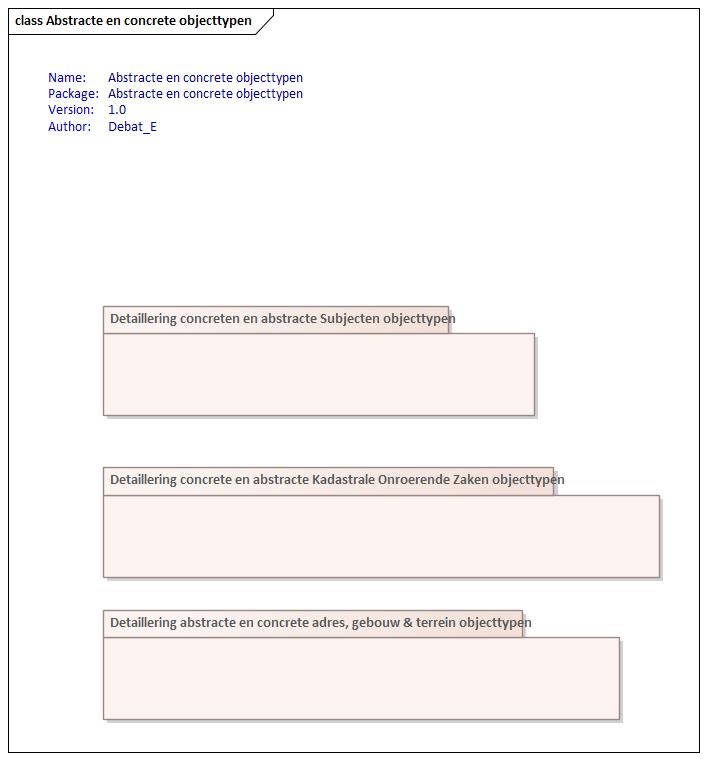 class Abstracte en concrete objecttypen
Name: Abstracte en concrete objecttypen
Package: Abstracte en concrete objecttypen
Version: 1.0
Author: Debat_E
Detaillering concreten en abstracte Subjecten objecttypen
Detaillering concrete en abstracte Kadastrale Onroerende Zaken objecttypen
Detaillering abstracte en concrete adres, gebouw & terrein objecttypen